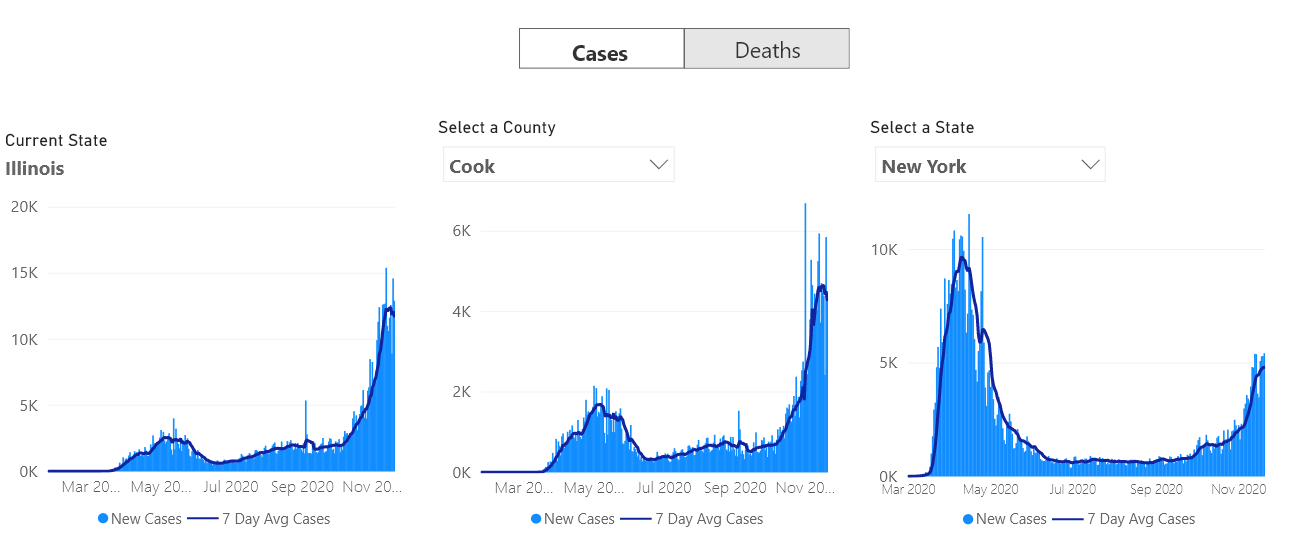 Cases Deaths
Current State
Illinois
20K
15K
10K
5K
0K
Mar 20... May 20... Jul 2020 Sep 2020 Nov 20...
New Cases 7 Day Avg Cases
Select a County
Cook
6K
4K
2K
0K
Mar 20... May 20... Jul 2020 Sep 2020 Nov 20...
New Cases 7 Day Avg Cases
Select a State
New York
10K
5K
0K
Mar 2020 May 2020 Jul 2020 Sep 2020 Nov 2020
New Cases 7 Day Avg Cases